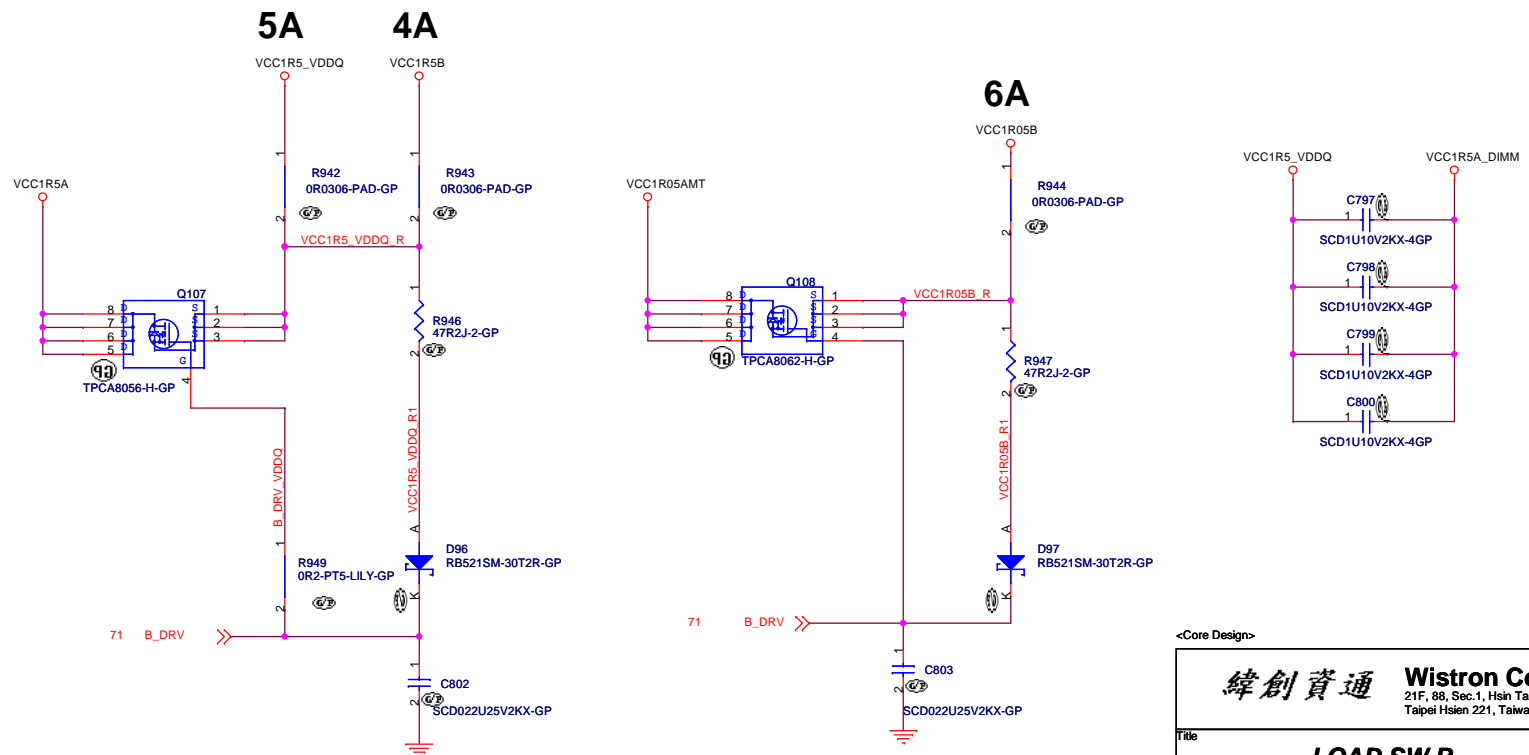 5A
4A
VCC1R5_VDDQ
VCC1R5B
6A
VCC1R05B
VCC1R5_VDDQ
VCC1R5A_DIMM
VCC1R5A
1
R942
0R0306-PAD-GP
2
G/P
1
R943
0R0306-PAD-GP
2
G/P
VCC1R5_VDDQ_R
VCC1R05AMT
1
R944
0R0306-PAD-GP
2
G/P
C797
1
SCD1U10V2KX-4GP
C798
1
SCD1U10V2KX-4GP
C799
1
SCD1U10V2KX-4GP
C800
1
SCD1U10V2KX-4GP
Q107
8 D S 1
7 D S 2
6 D S 3
5 D
G
4
TPCA8056-H-GP
1
R946
47R2J-2-GP
2
G/P
Q108
8 D S 1
7 D S 2
6 D S 3
5 D G 4
TPCA8062-H-GP
VCC1R05B_R
1
R947
47R2J-2-GP
2
G/P
B_DRV_VDDQ
VCC1R5_VDDQ_R1
VCC1R05B_R1
1
R949
0R2-PT5-LILY-GP
2
G/P
A
D96
RB521SM-30T2R-GP
K
A
D97
RB521SM-30T2R-GP
K
71 B_DRV
71 B_DRV
1
C802
2
G/P
SCD022U25V2KX-GP
1
C803
2
G/P
SCD022U25V2KX-GP
<Core Design>
緯創資通
Wistron Co
21F, 88, Sec.1, Hsin Ta
Taipei Hsien 221, Taiwa
Title